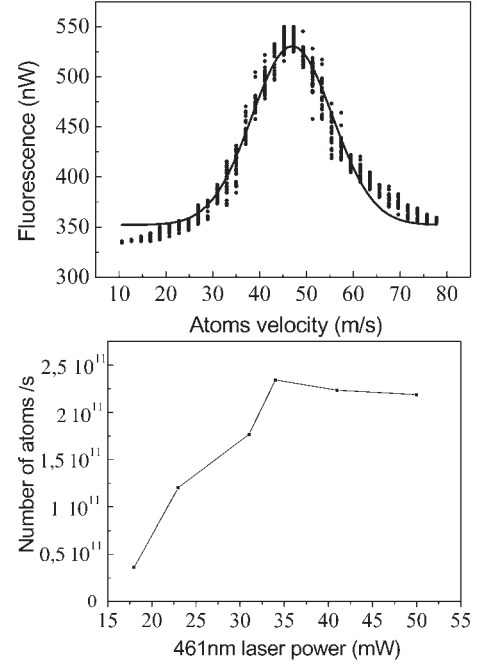 550
500
450
400
350
300
Fluorescence (nW)
10 20 30 40 50 60 70 80
Atoms velocity (m/s)
2,5 10¹¹
2 10¹¹
1,5 10¹¹
1 10¹¹
0,5 10¹¹
0
Number of atoms /s
15 20 25 30 35 40 45 50 55
461nm laser power (mW)